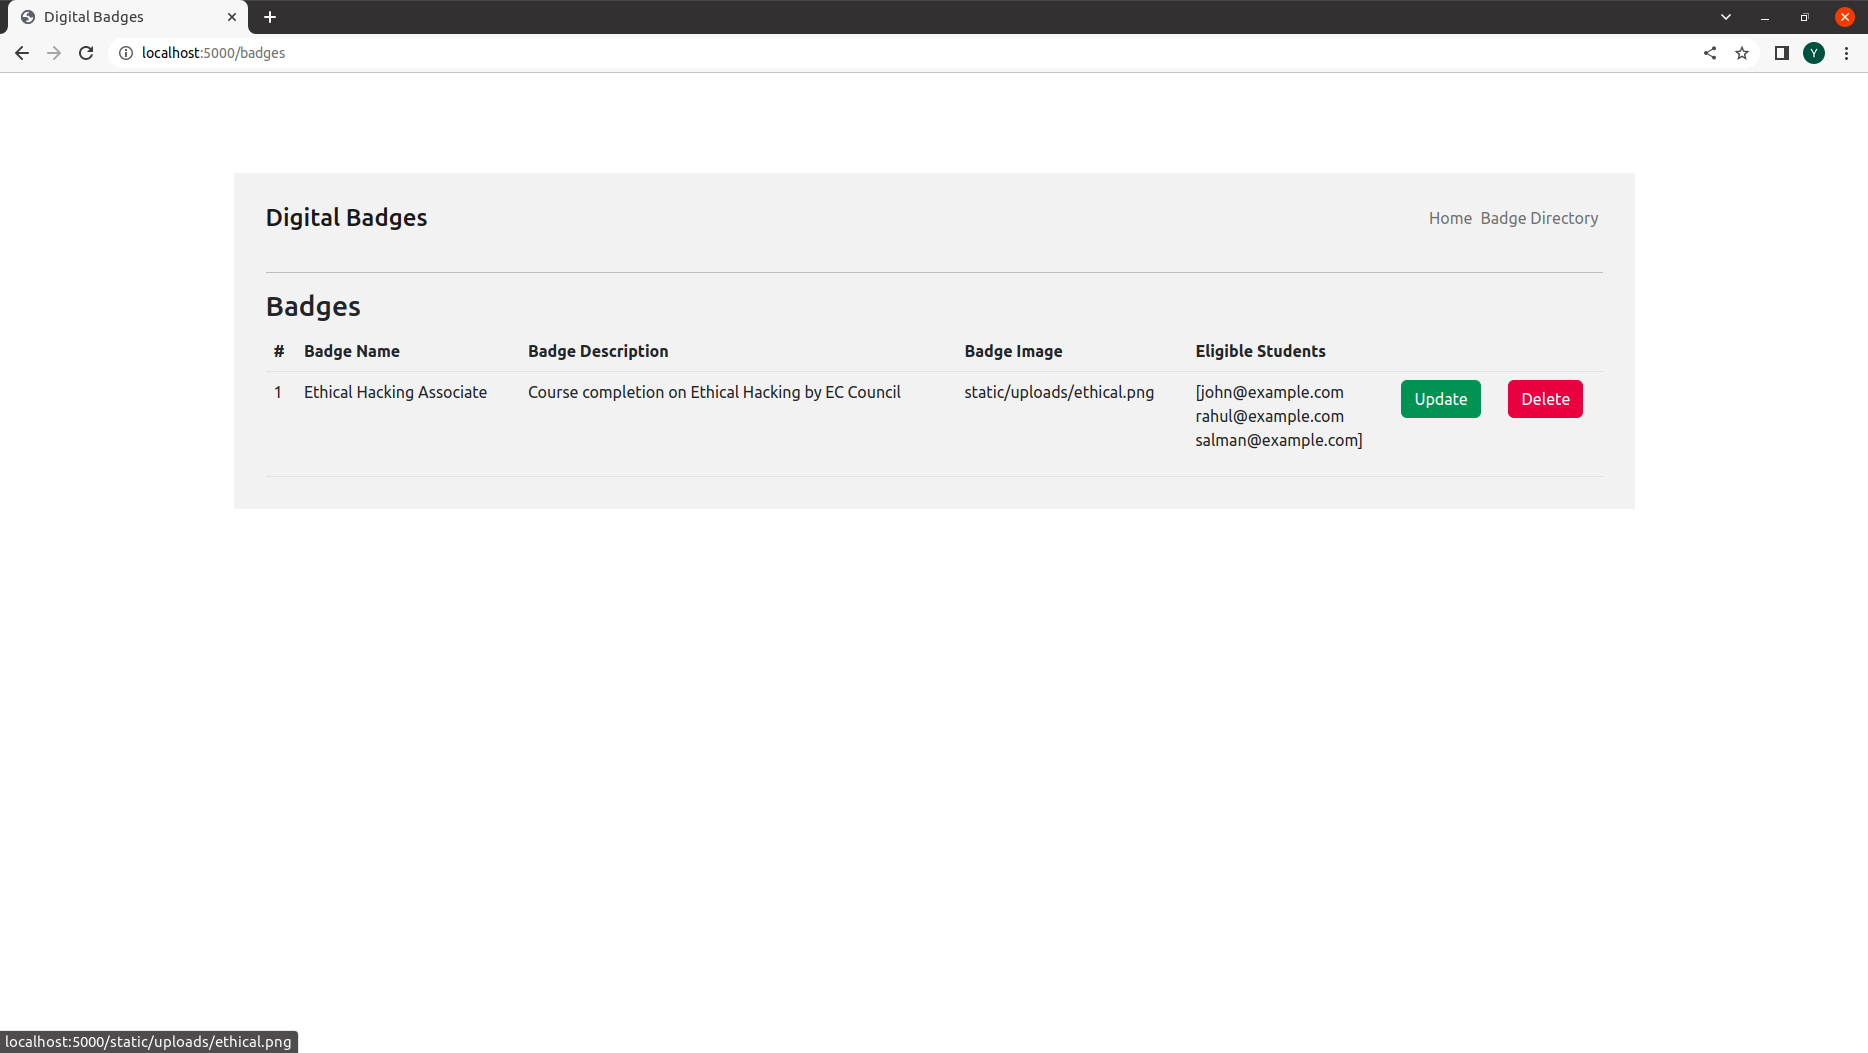 Digital Badges
localhost:5000/badges
Y
Digital Badges
Home Badge Directory
Badges
# Badge Name Badge Description Badge Image Eligible Students
1 Ethical Hacking Associate Course completion on Ethical Hacking by EC Council static/uploads/ethical.png [john@example.com Update Delete
rahul@example.com
salman@example.com]
localhost:5000/static/uploads/ethical.png